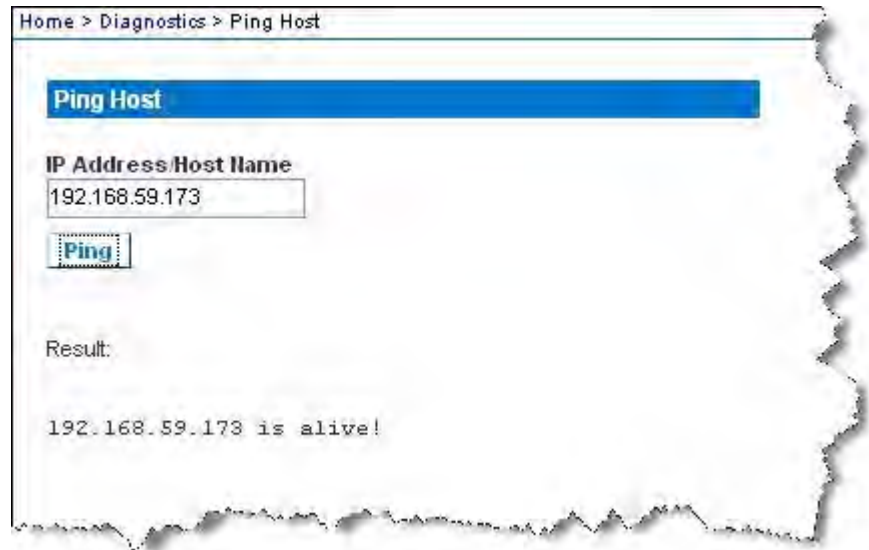 Home > Diagnostics > Ping Host
Ping Host
IP Address/Host Name
192.168.59.173
Ping
Result:
192.168.59.173 is alive!